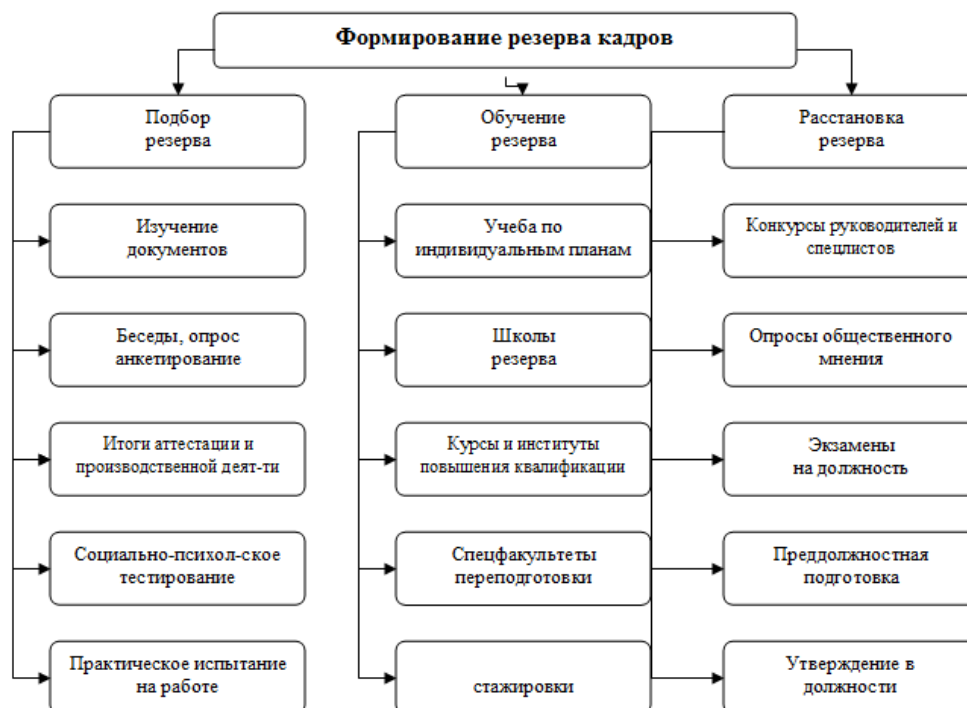 Формирование резерва кадров
Подбор
резерва
Обучение
резерва
Расстановка
резерва
Изучение
документов
Учеба по
индивидуальным планам
Конкурсы руководителей и
спецлистов
Беседы, опрос
анкетирование
Школы
резерва
Опросы общественного
мнения
Итоги аттестации и
производственной деят-ти
Курсы и институты
повышения квалификации
Экзамены
на должность
Социально-психол-ское
тестирование
Спецфакультеты
переподготовки
Преддолжностная
подготовка
Практическое испытание
на работе
стажировки
Утверждение в
должности